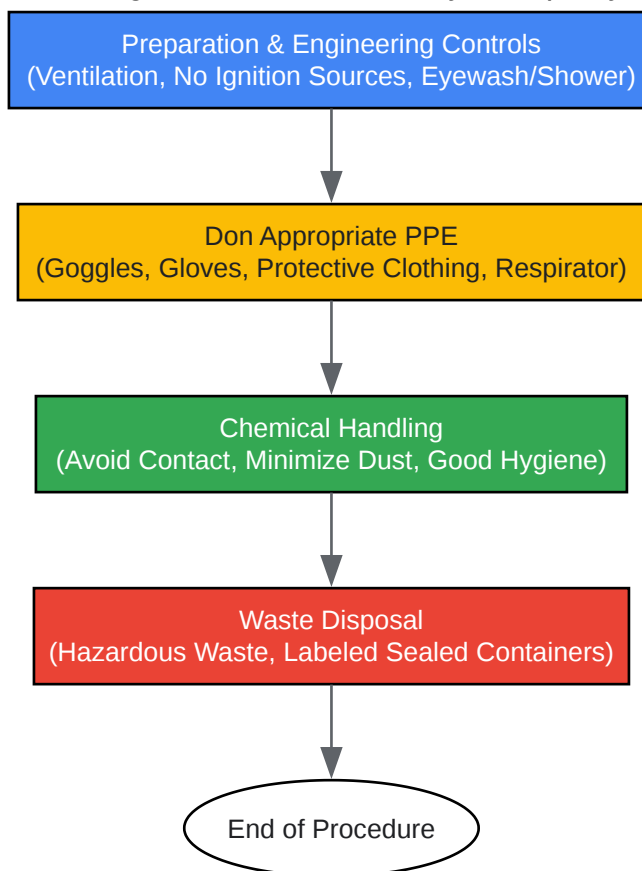 Preparation & Engineering Controls
(Ventilation, No Ignition Sources, Eyewash/Shower)
Don Appropriate PPE
(Goggles, Gloves, Protective Clothing, Respirator)
Chemical Handling
(Avoid Contact, Minimize Dust, Good Hygiene)
Waste Disposal
(Hazardous Waste, Labeled Sealed Containers)
End of Procedure